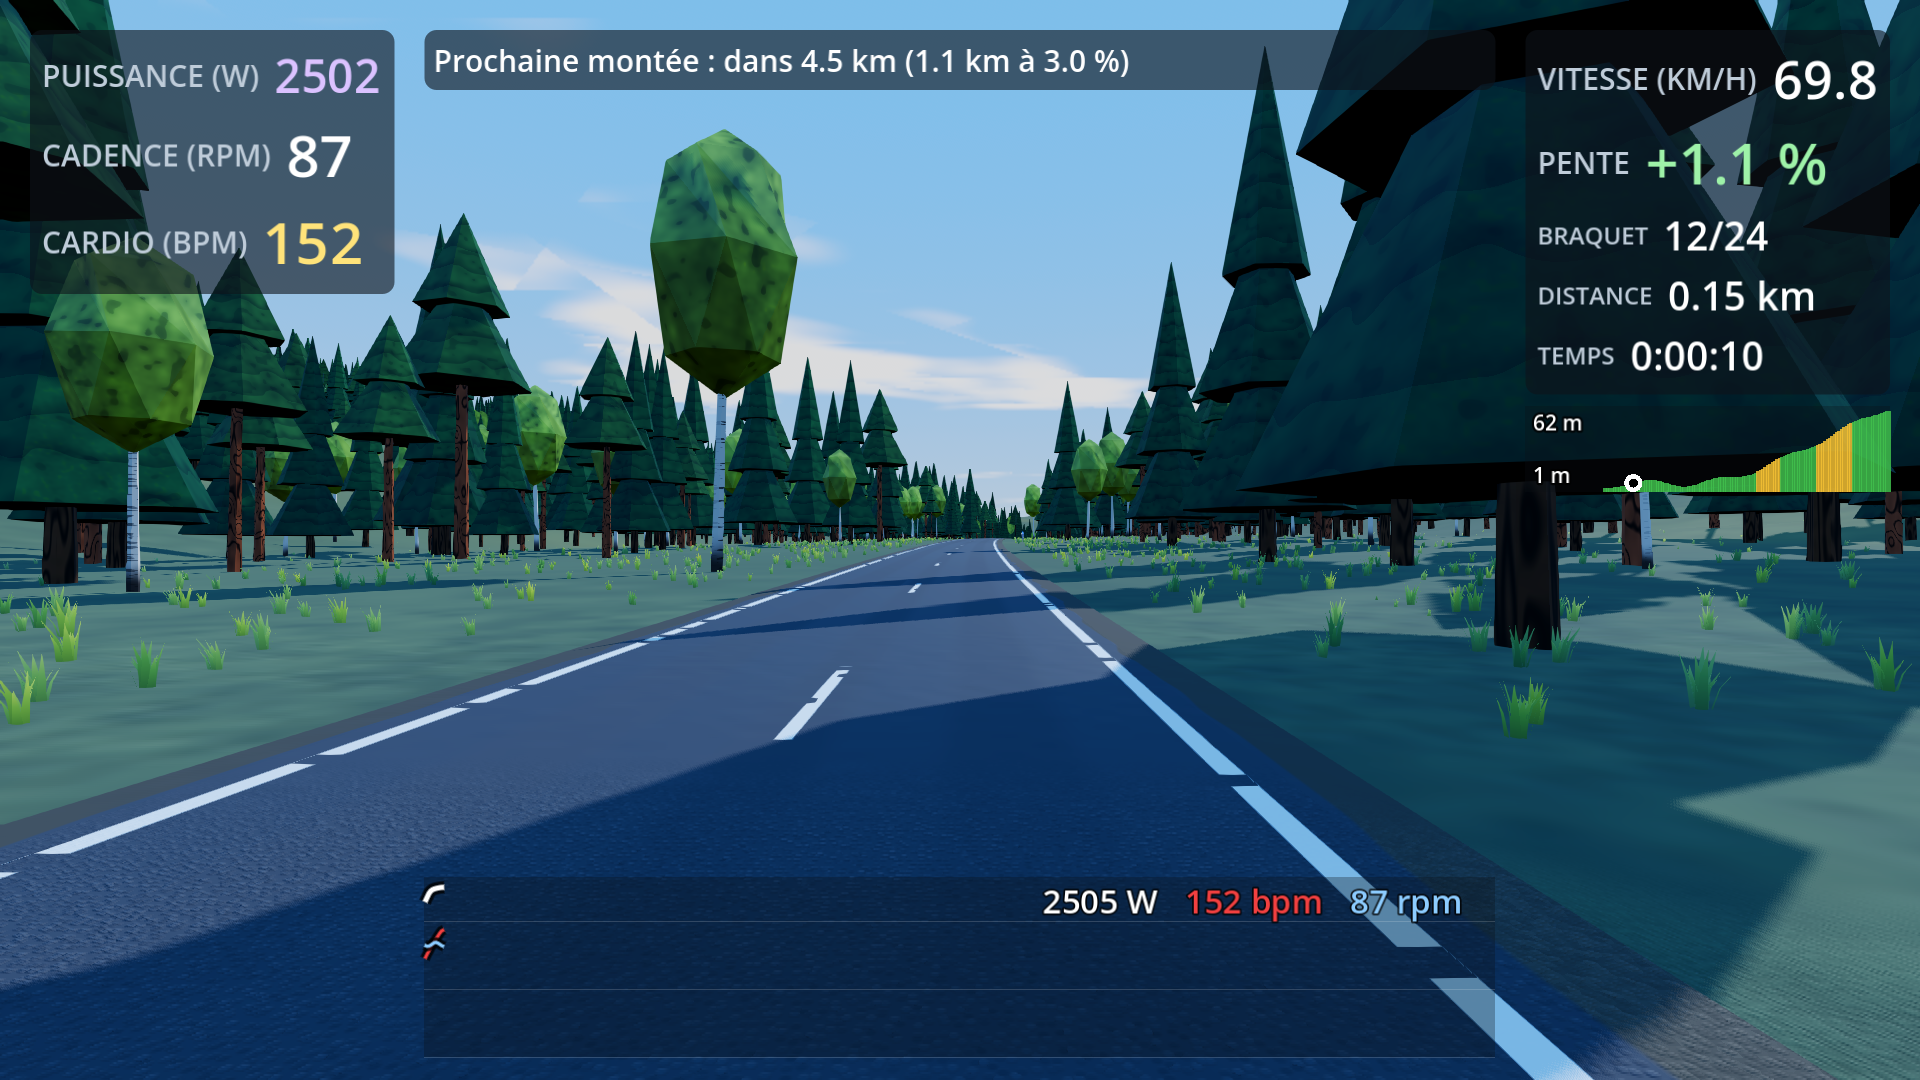 PUISSANCE (W) 2502
CADENCE (RPM) 87
CARDIO (BPM) 152
Prochaine montée : dans 4.5 km (1.1 km à 3.0 %)
VITESSE (KM/H) 69.8
PENTE +1.1 %
BRAQUET 12/24
DISTANCE 0.15 km
TEMPS 0:00:10
62 m
1 m
2505 W 152 bpm 87 rpm